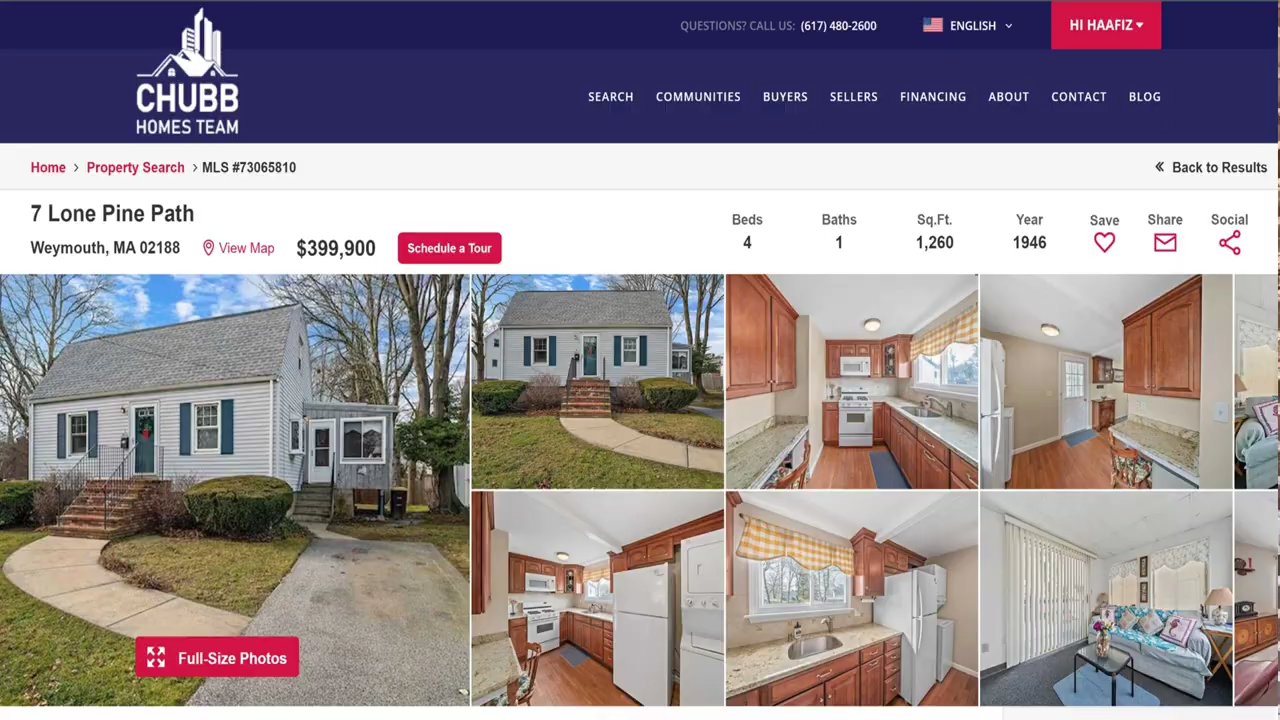 QUESTIONS? CALL US: (617) 480-2600
ENGLISH
HI HAAFIZ
CHUBB
HOMES TEAM
SEARCH COMMUNITIES BUYERS SELLERS FINANCING ABOUT CONTACT BLOG
Home > Property Search > MLS #73065810
« Back to Results
7 Lone Pine Path
Weymouth, MA 02188 View Map $399,900 Schedule a Tour
Beds Baths Sq.Ft. Year Save Share Social
4 1 1,260 1946
Full-Size Photos